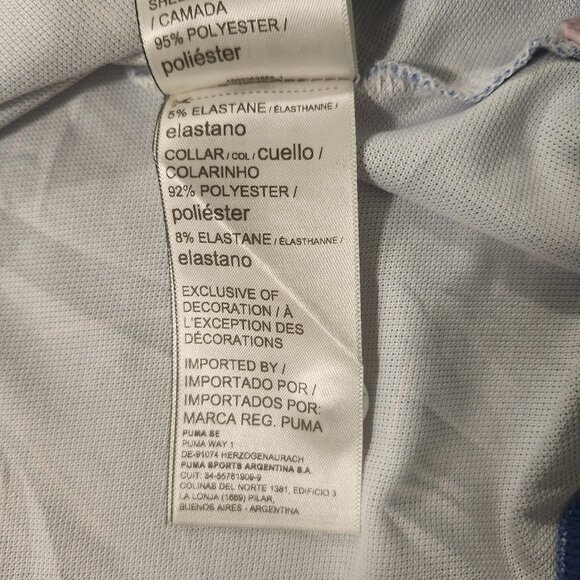 / CAMADA
95% POLYESTER /
poliéster
5% ELASTANE / ÉLASTHANNE /
elastano
COLLAR / COL / cuello /
COLARINHO
92% POLYESTER /
poliéster
8% ELASTANE / ÉLASTHANNE /
elastano
EXCLUSIVE OF
DECORATION / À
L'EXCEPTION DES
DÉCORATIONS
IMPORTED BY /
IMPORTADO POR /
IMPORTADOS POR:
MARCA REG. PUMA
PUMA SE
PUMA WAY 1
DE-91074 HERZOGENAURACH
PUMA SPORTS ARGENTINA S.A.
CUIT: 34-55761909-9
COLINAS DEL NORTE 1381, EDIFICIO 3
LA LONJA (1669) PILAR,
BUENOS AIRES - ARGENTINA